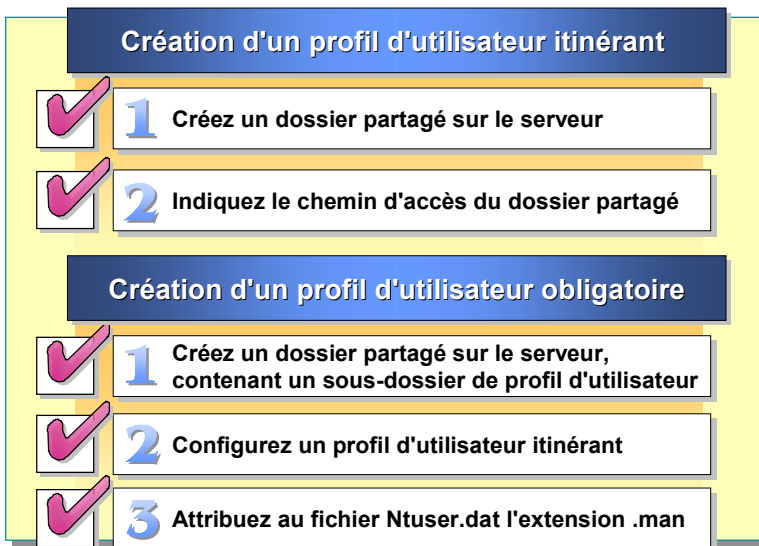 Création d'un profil d'utilisateur itinérant
1 Créez un dossier partagé sur le serveur
2 Indiquez le chemin d'accès du dossier partagé
Création d'un profil d'utilisateur obligatoire
1 Créez un dossier partagé sur le serveur,
contenant un sous-dossier de profil d'utilisateur
2 Configurez un profil d'utilisateur itinérant
3 Attribuez au fichier Ntuser.dat l'extension .man